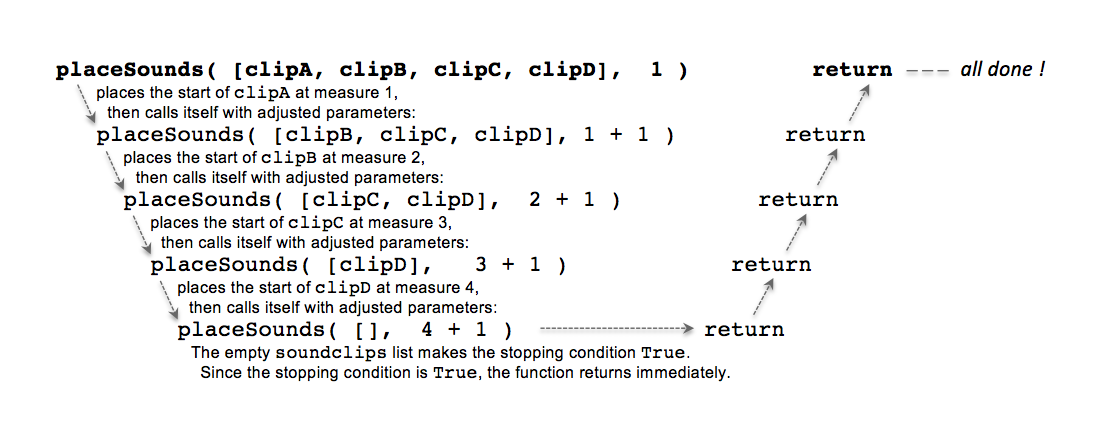 placeSounds( [clipA, clipB, clipC, clipD], 1 ) return --- all done !
places the start of clipA at measure 1,
then calls itself with adjusted parameters:
placeSounds( [clipB, clipC, clipD], 1 + 1 ) return
places the start of clipB at measure 2,
then calls itself with adjusted parameters:
placeSounds( [clipC, clipD], 2 + 1 ) return
places the start of clipC at measure 3,
then calls itself with adjusted parameters:
placeSounds( [clipD], 3 + 1 ) return
places the start of clipD at measure 4,
then calls itself with adjusted parameters:
placeSounds( [], 4 + 1 ) return
The empty soundclips list makes the stopping condition True.
Since the stopping condition is True, the function returns immediately.